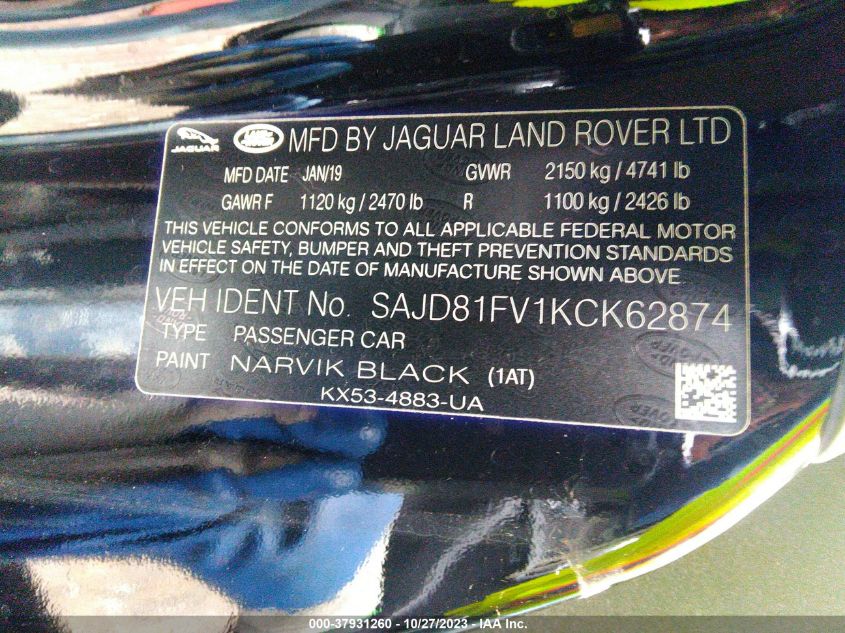 JAGUAR LAND ROVER MFD BY JAGUAR LAND ROVER LTD
MFD DATE JAN/19 GVWR 2150 kg / 4741 lb
GAWR F 1120 kg / 2470 lb R 1100 kg / 2426 lb
THIS VEHICLE CONFORMS TO ALL APPLICABLE FEDERAL MOTOR
VEHICLE SAFETY, BUMPER AND THEFT PREVENTION STANDARDS
IN EFFECT ON THE DATE OF MANUFACTURE SHOWN ABOVE.
VEH IDENT No. SAJD81FV1KCK62874
TYPE PASSENGER CAR
PAINT NARVIK BLACK (1AT)
KX53-4883-UA
000-37931260 - 10/27/2023 - IAA Inc.